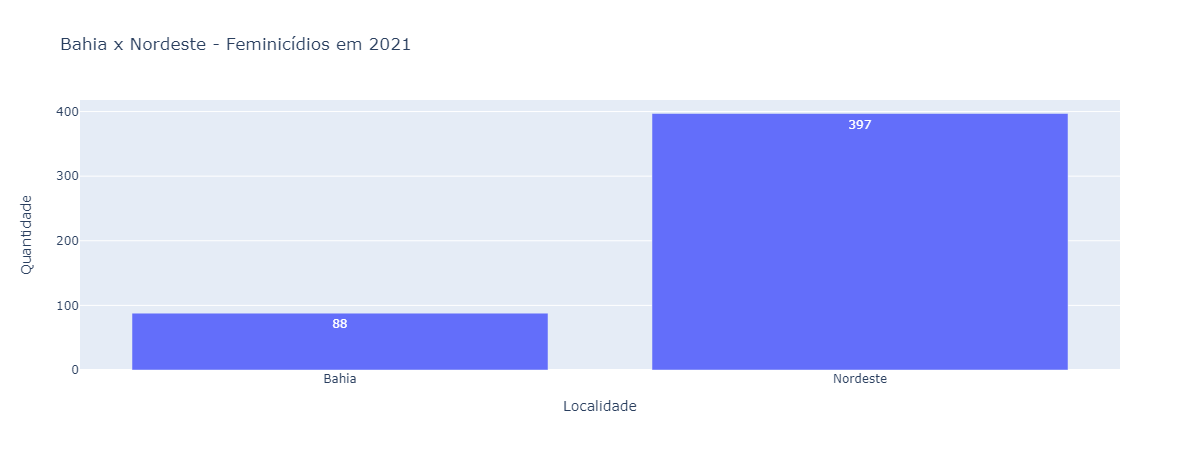 Bahia x Nordeste - Feminicídios em 2021
Quantidade
400
300
200
100
0
397
88
Bahia
Nordeste
Localidade